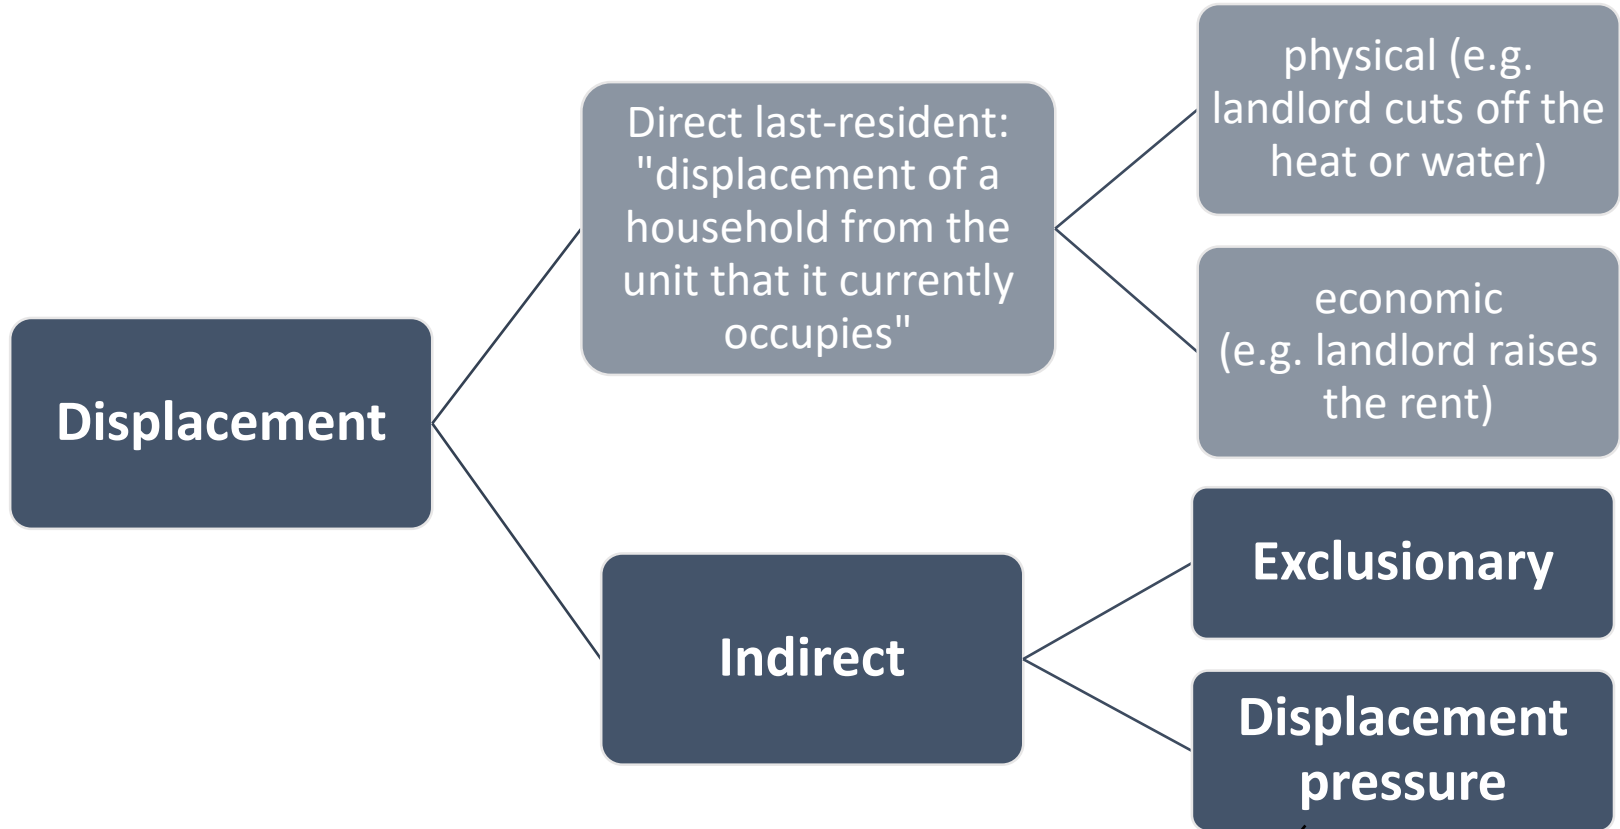 Displacement
Direct last-resident:
"displacement of a
household from the
unit that it currently
occupies"
physical (e.g.
landlord cuts off the
heat or water)
economic
(e.g. landlord raises
the rent)
Indirect
Exclusionary
Displacement
pressure